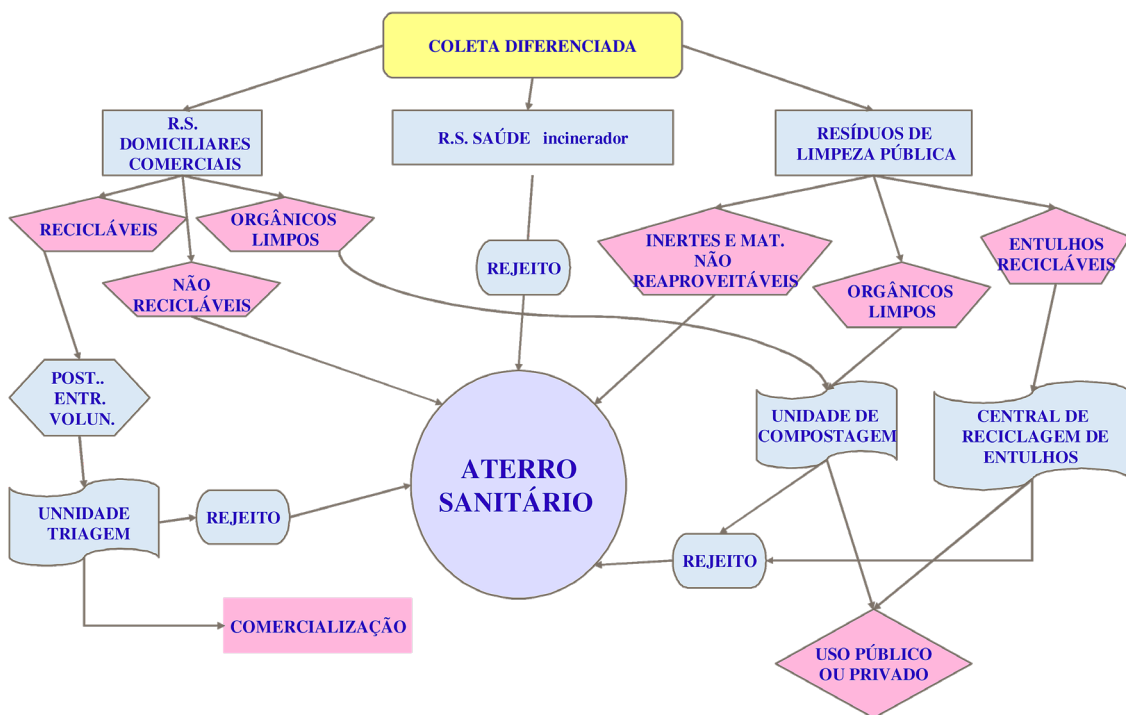 COLETA DIFERENCIADA
R.S.
DOMICILIARES
COMERCIAIS
R.S. SAÚDE incinerador
RESÍDUOS DE
LIMPEZA PÚBLICA
RECICLÁVEIS
ORGÂNICOS
LIMPOS
NÃO
RECICLÁVEIS
REJEITO
INERTES E MAT.
NÃO
REAPROVEITÁVEIS
ORGÂNICOS
LIMPOS
ENTULHOS
RECICLÁVEIS
POST..
ENTR.
VOLUN.
UNIDADE DE
COMPOSTAGEM
CENTRAL DE
RECICLAGEM DE
ENTULHOS
ATERRO
SANITÁRIO
UNNIDADE
TRIAGEM
REJEITO
REJEITO
COMERCIALIZAÇÃO
USO PÚBLICO
OU PRIVADO